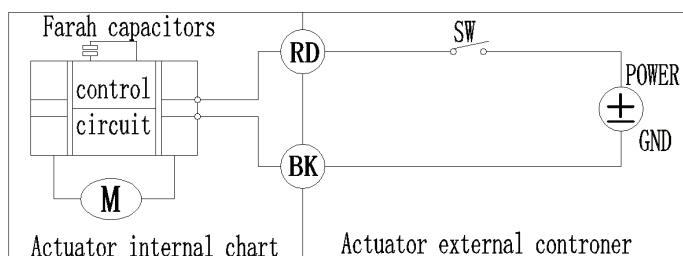 Farah capacitors
RD
SW
control
circuit
POWER
GND
BK
M
Actuator internal chart
Actuator external controner